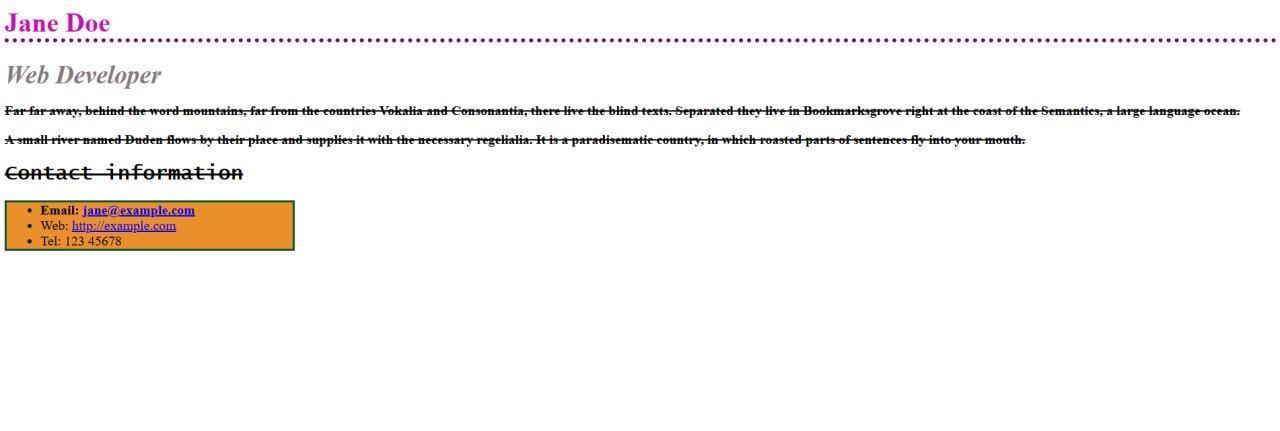 Jane Doe
Web Developer
Far far away, behind the word mountains, far from the countries Vokalia and Consonantia, there live the blind texts. Separated they live in Bookmarksgrove right at the coast of the Semantics, a large language ocean.
A small river named Duden flows by their place and supplies it with the necessary regelialia. It is a paradisematic country, in which roasted parts of sentences fly into your mouth.
Contact information
Email: jane@example.com
Web: http://example.com
Tel: 123 45678